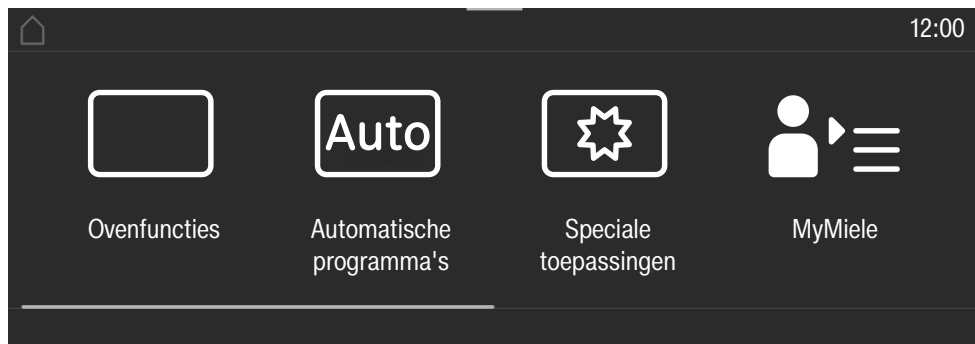 12:00
Auto
Ovenfuncties
Automatische
programma's
Speciale
toepassingen
MyMiele